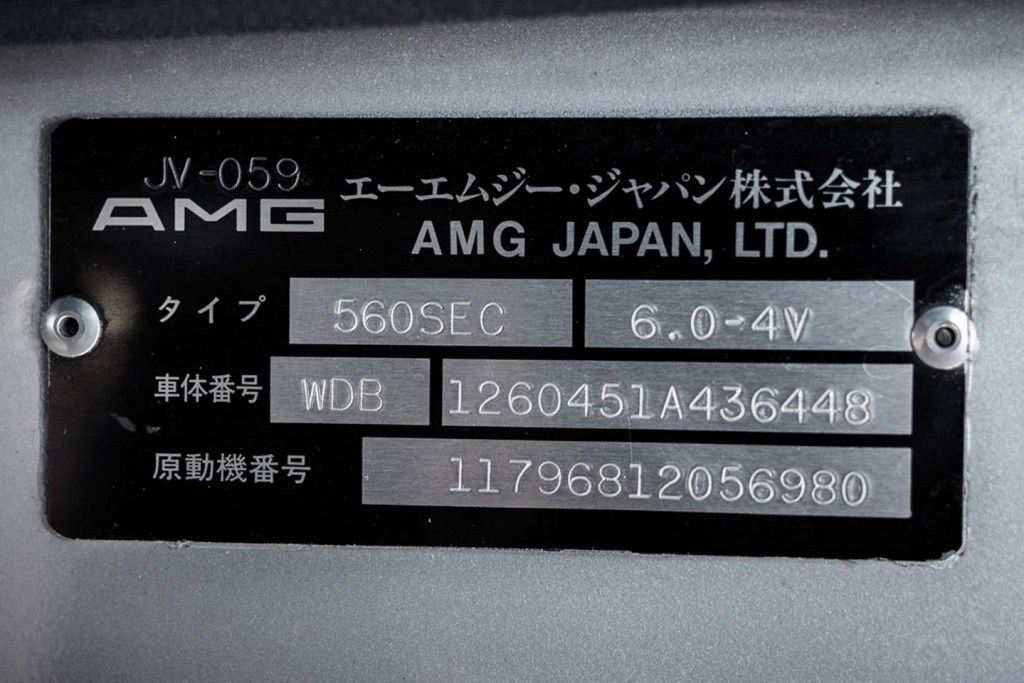 JV-059
AMG エーエムジー・ジャパン株式会社
AMG JAPAN, LTD.
タイプ 560SEC 6.0-4V
車体番号 WDB 1260451A436448
原動機番号 11796812056980